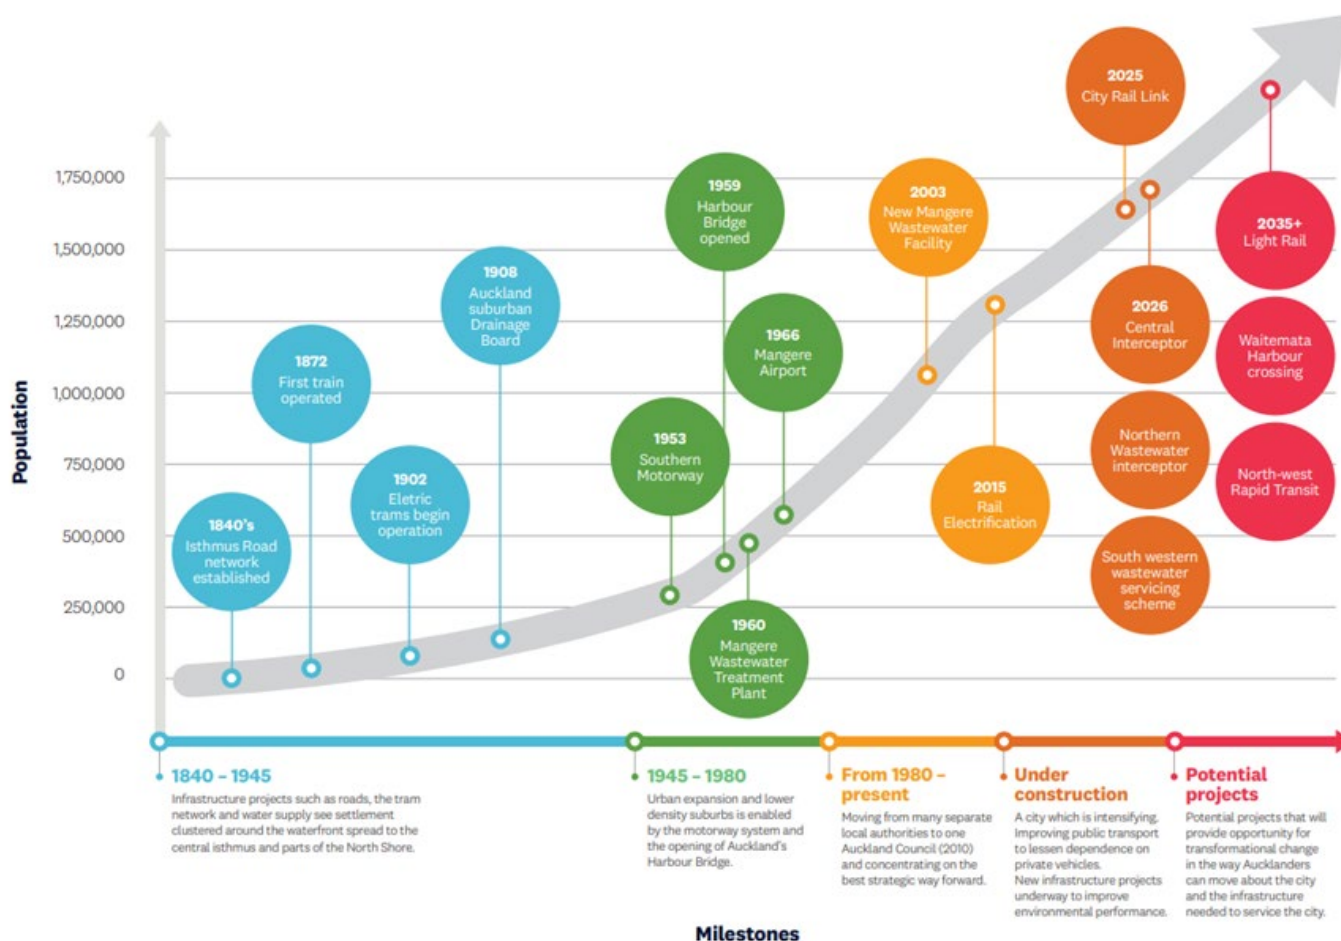 Population
1,750,000
1,500,000
1,250,000
1,000,000
750,000
500,000
250,000
0
1840's
Isthmus Road
network
established
1872
First train
operated
1902
Eletric
trams begin
operation
1908
Auckland
suburban
Drainage
Board
1953
Southern
Motorway
1959
Harbour
Bridge
opened
1960
Mangere
Wastewater
Treatment
Plant
1966
Mangere
Airport
2003
New Mangere
Wastewater
Facility
2015
Rail
Electrification
2025
City Rail Link
2026
Central
Interceptor
Northern
Wastewater
interceptor
South western
wastewater
servicing
scheme
2035+
Light Rail
Waitemata
Harbour
crossing
North-west
Rapid Transit
1840 – 1945
Infrastructure projects such as roads, the tram
network and water supply see settlement
clustered around the waterfront spread to the
central isthmus and parts of the North Shore.
1945 – 1980
Urban expansion and lower
density suburbs is enabled
by the motorway system and
the opening of Auckland's
Harbour Bridge.
From 1980 –
present
Moving from many separate
local authorities to one
Auckland Council (2010)
and concentrating on the
best strategic way forward.
Under
construction
A city which is intensifying.
Improving public transport
to lessen dependence on
private vehicles.
New infrastructure projects
underway to improve
environmental performance.
Potential
projects
Potential projects that will
provide opportunity for
transformational change
in the way Aucklanders
can move about the city
and the infrastructure
needed to service the city.
Milestones